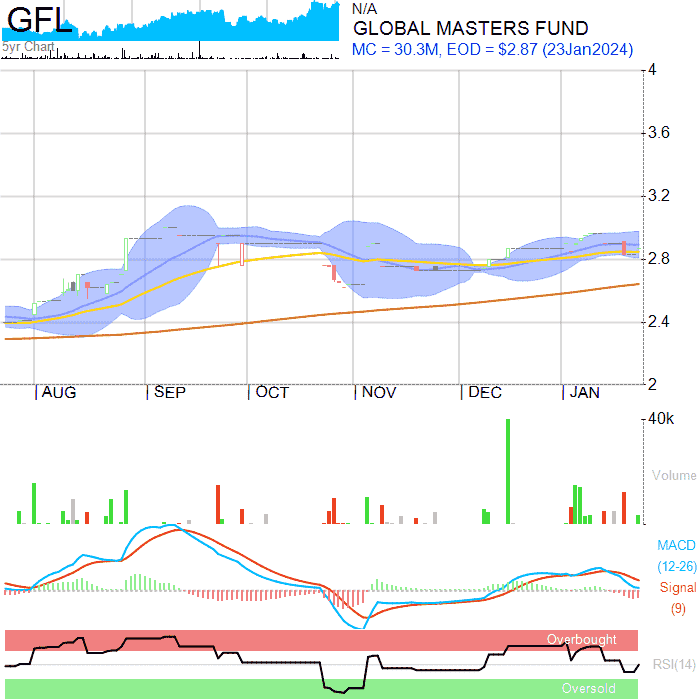 GFL
5yr Chart
N/A
GLOBAL MASTERS FUND
MC = 30.3M, EOD = $2.87 (23Jan2024)
4
3.6
3.2
2.8
2.4
2
AUG SEP OCT NOV DEC JAN
40k
Volume
MACD
(12-26)
Signal
(9)
Overbought
RSI(14)
Oversold